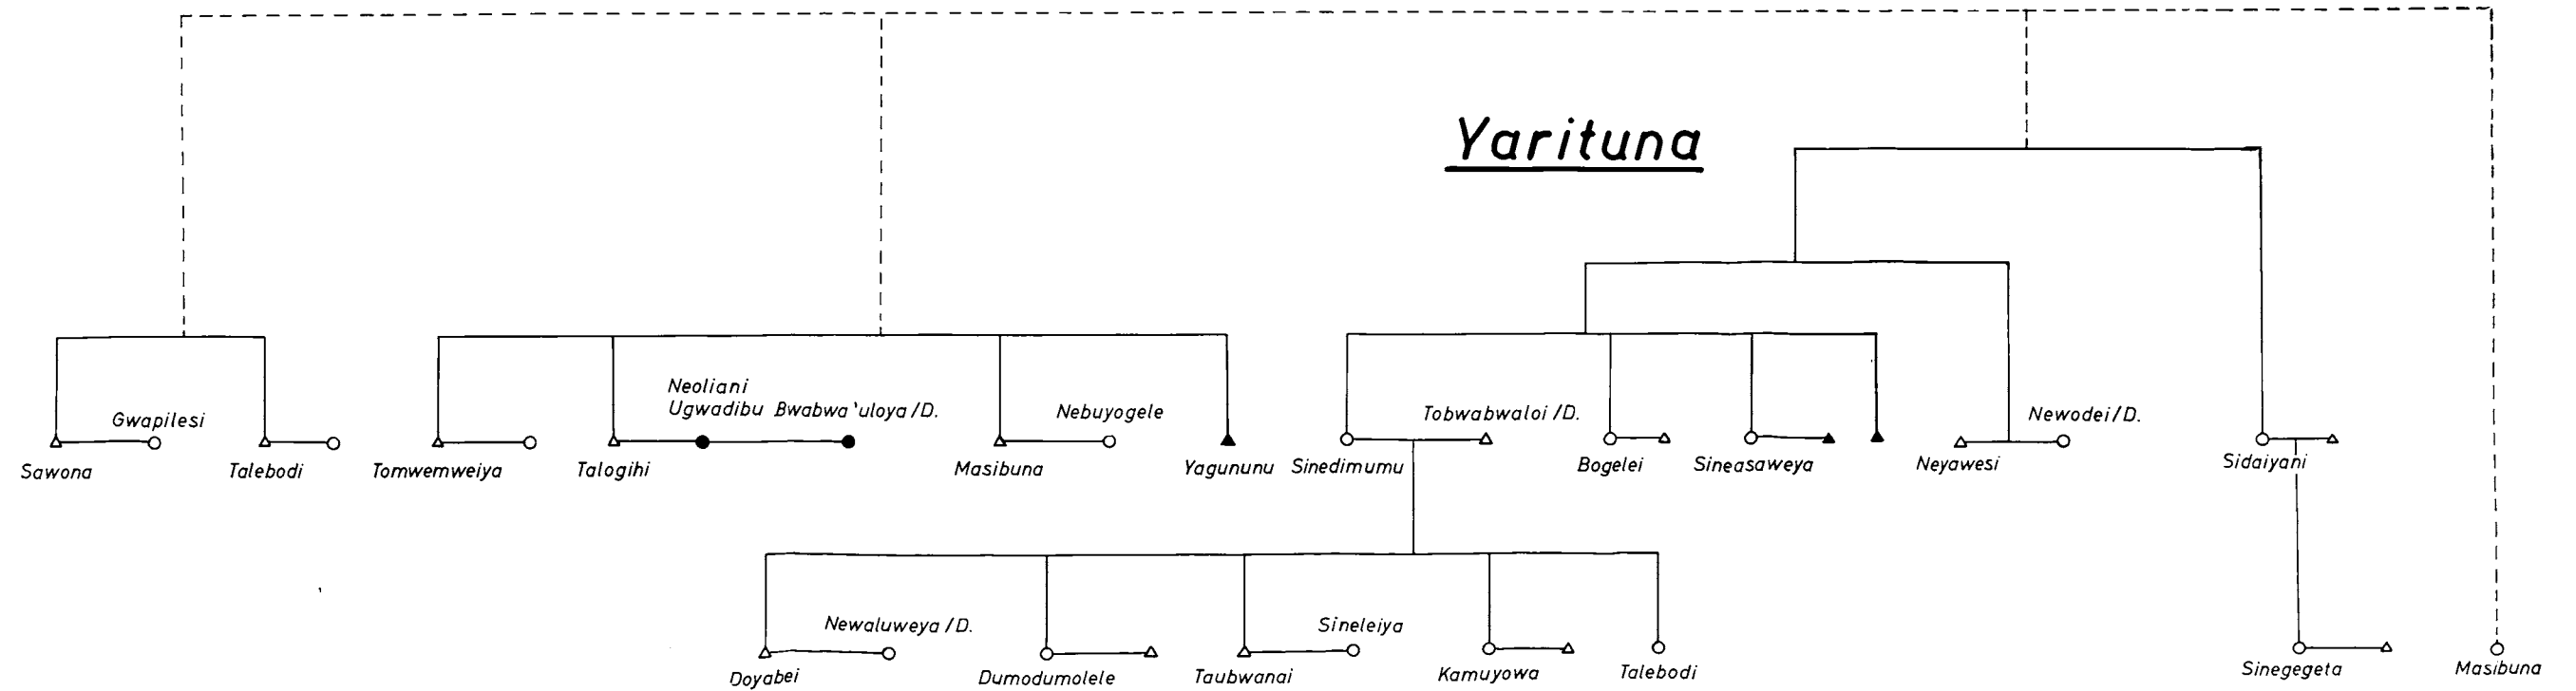 Yarituna
Neoliani
Ugwadibu Bwabwa'uloya/D.
Gwapilesi
Nebuyogele
Tobwabwaloi/D.
Newodei/D.
Sawona
Talebodi
Tomwemweiya
Talogihi
Masibuna
Yagununu
Sinedimumu
Bogelei
Sineasaweya
Neyawesi
Sidaiyani
Newaluweya/D.
Sineleiya
Doyabei
Dumodumolele
Taubwanai
Kamuyowa
Talebodi
Sinegegeta
Masibuna